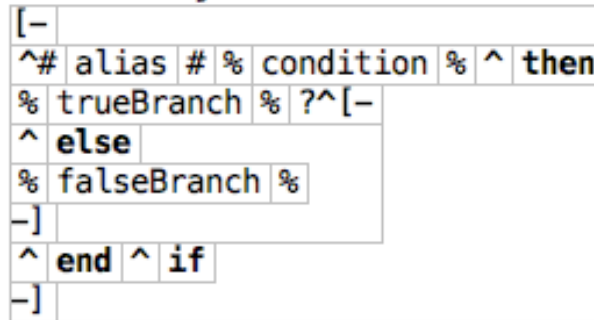 [-
^# alias # % condition % ^ then
% trueBranch % ?^[-
^ else
% falseBranch %
-]
^ end ^ if
-]